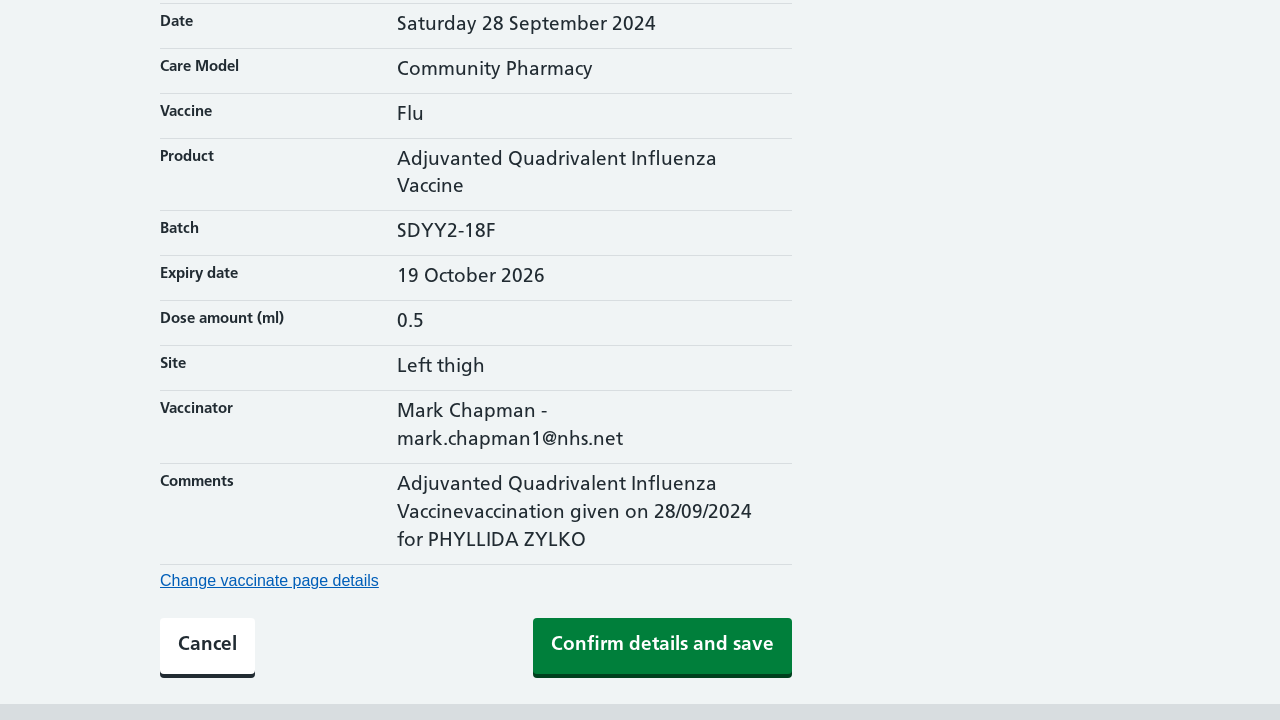 Date
Saturday 28 September 2024
Care Model
Community Pharmacy
Vaccine
Flu
Product
Adjuvanted Quadrivalent Influenza
Vaccine
Batch
SDYY2-18F
Expiry date
19 October 2026
Dose amount (ml)
0.5
Site
Left thigh
Vaccinator
Mark Chapman -
mark.chapman1@nhs.net
Comments
Adjuvanted Quadrivalent Influenza
Vaccinevaccination given on 28/09/2024
for PHYLLIDA ZYLKO
Change vaccinate page details
Cancel
Confirm details and save